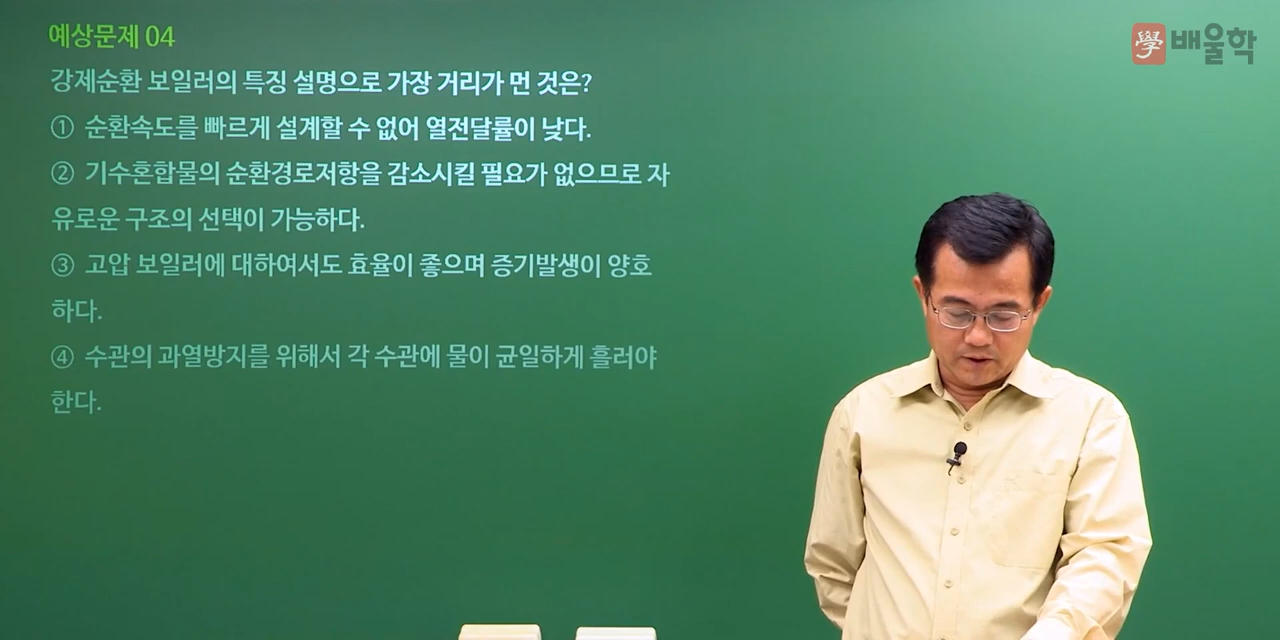 예상문제 04
學 배울학
강제순환 보일러의 특징 설명으로 가장 거리가 먼 것은?
① 순환속도를 빠르게 설계할 수 없어 열전달률이 낮다.
② 기수혼합물의 순환경로저항을 감소시킬 필요가 없으므로 자
유로운 구조의 선택이 가능하다.
③ 고압 보일러에 대하여서도 효율이 좋으며 증기발생이 양호
하다.
④ 수관의 과열방지를 위해서 각 수관에 물이 균일하게 흘러야
한다.